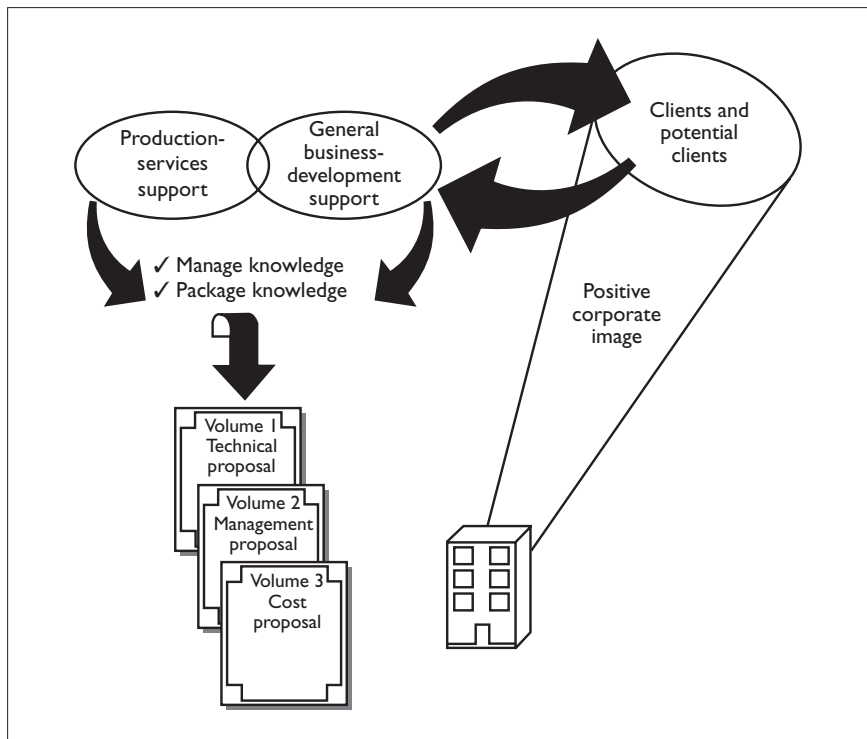 Production-
services
support
General
business-
development
support
Clients and
potential
clients
✓ Manage knowledge
✓ Package knowledge
Positive
corporate
image
Volume 1
Technical
proposal
Volume 2
Management
proposal
Volume 3
Cost
proposal